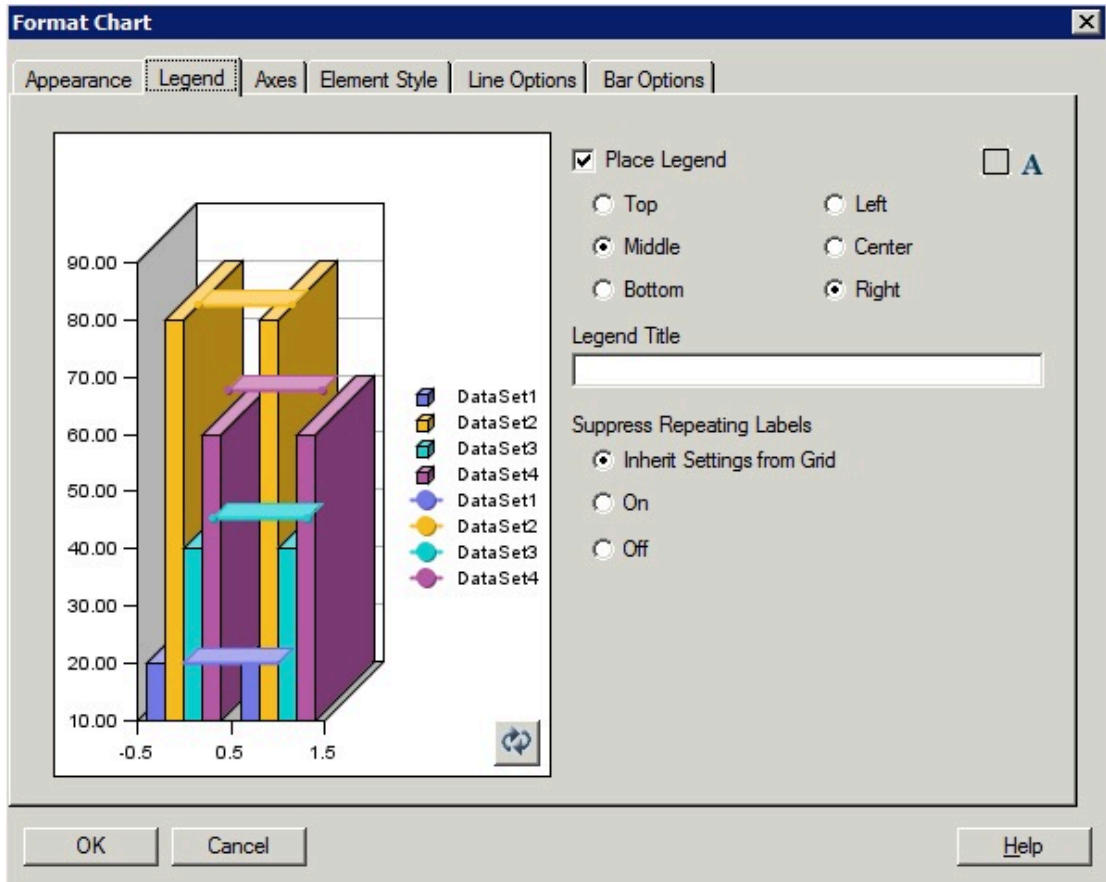 Format Chart
Appearance Legend Axes Element Style Line Options Bar Options
Place Legend A
Top Left
Middle Center
Bottom Right
Legend Title
Suppress Repeating Labels
Inherit Settings from Grid
On
Off
90.00
80.00
70.00
60.00
50.00
40.00
30.00
20.00
10.00
-0.5 0.5 1.5
DataSet1
DataSet2
DataSet3
DataSet4
DataSet1
DataSet2
DataSet3
DataSet4
OK Cancel Help